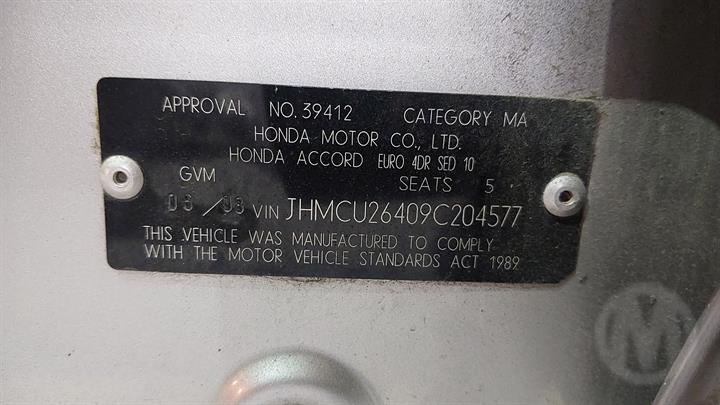 APPROVAL NO. 39412 CATEGORY MA
HONDA MOTOR CO., LTD.
HONDA ACCORD EURO 4DR SED 10
GVM SEATS 5
VIN JHMCU26409C204577
THIS VEHICLE WAS MANUFACTURED TO COMPLY
WITH THE MOTOR VEHICLE STANDARDS ACT 1989
M